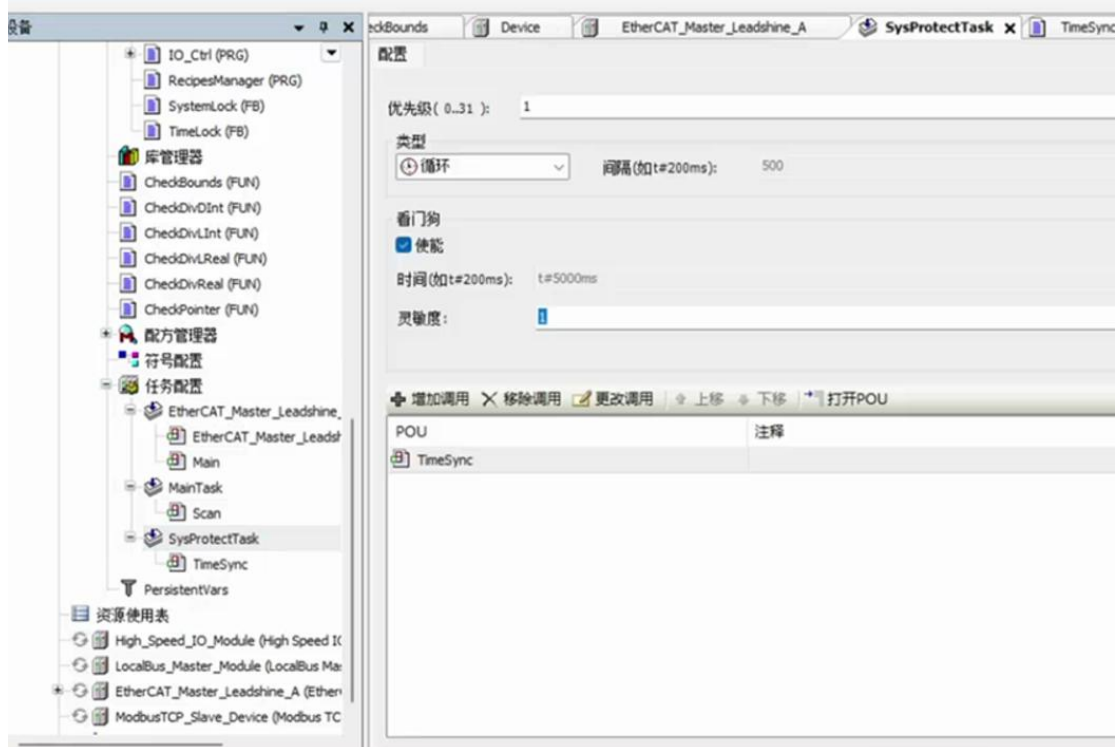 设备
IO_Ctrl (PRG)
RecipesManager (PRG)
SystemLock (FB)
TimeLock (FB)
库管理器
CheckBounds (FUN)
CheckDivDInt (FUN)
CheckDivLInt (FUN)
CheckDivLReal (FUN)
CheckDivReal (FUN)
CheckPointer (FUN)
配方管理器
符号配置
任务配置
EtherCAT_Master_Leadshine_
EtherCAT_Master_Leadsh
Main
MainTask
Scan
SysProtectTask
TimeSync
PersistentVars
资源使用表
High_Speed_IO_Module (High Speed IO
LocalBus_Master_Module (LocalBus Ma
EtherCAT_Master_Leadshine_A (Ether
ModbusTCP_Slave_Device (Modbus TC
eckBounds Device EtherCAT_Master_Leadshine_A SysProtectTask TimeSync
配置
优先级( 0..31 ): 1
类型
循环 间隔(如t#200ms): 500
看门狗
使能
时间(如t#200ms): t#5000ms
灵敏度: 1
增加调用 移除调用 更改调用 上移 下移 打开POU
POU 注释
TimeSync